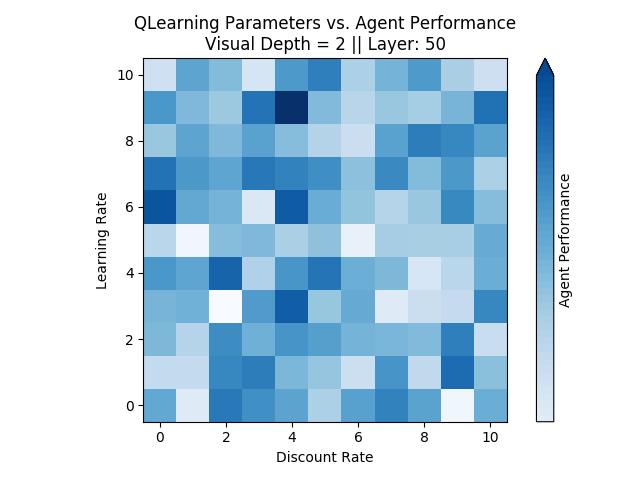 QLearning Parameters vs. Agent Performance
Visual Depth = 2 || Layer: 50
10
8
6
4
2
0
Learning Rate
0 2 4 6 8 10
Discount Rate
Agent Performance